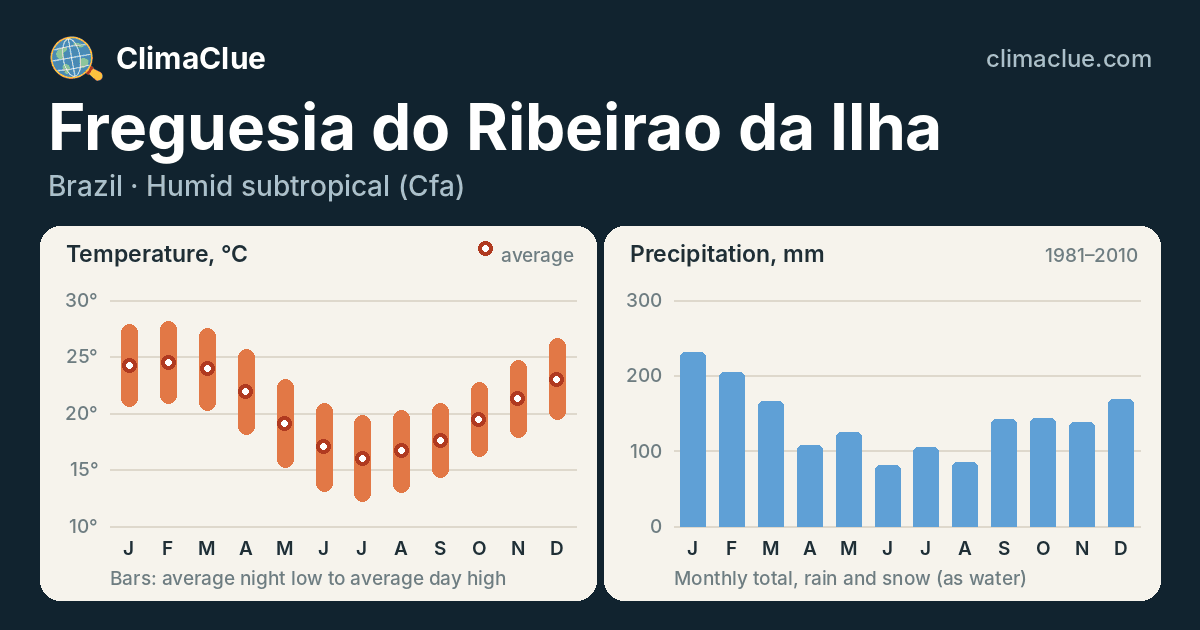 ClimaClue
climaclue.com
Freguesia do Ribeirao da Ilha
Brazil · Humid subtropical (Cfa)
Temperature, °C
average
30°
25°
20°
15°
10°
J F M A M J J A S O N D
Bars: average night low to average day high
Precipitation, mm
1981–2010
300
200
100
0
J F M A M J J A S O N D
Monthly total, rain and snow (as water)